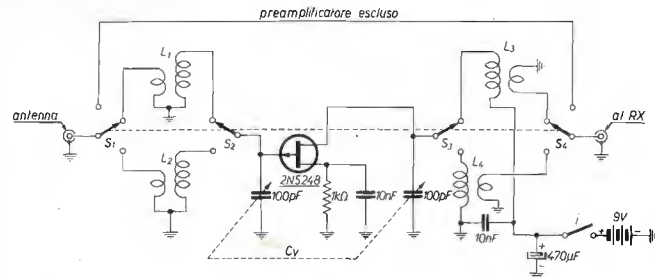 preamplificatore escluso
L1
L3
antenna
al RX
S1
S2
S3
S4
L2
2N5248
L4
100pF
1kΩ
10nF
100pF
10nF
Cv
i
9V
+
-
+
470µF
-